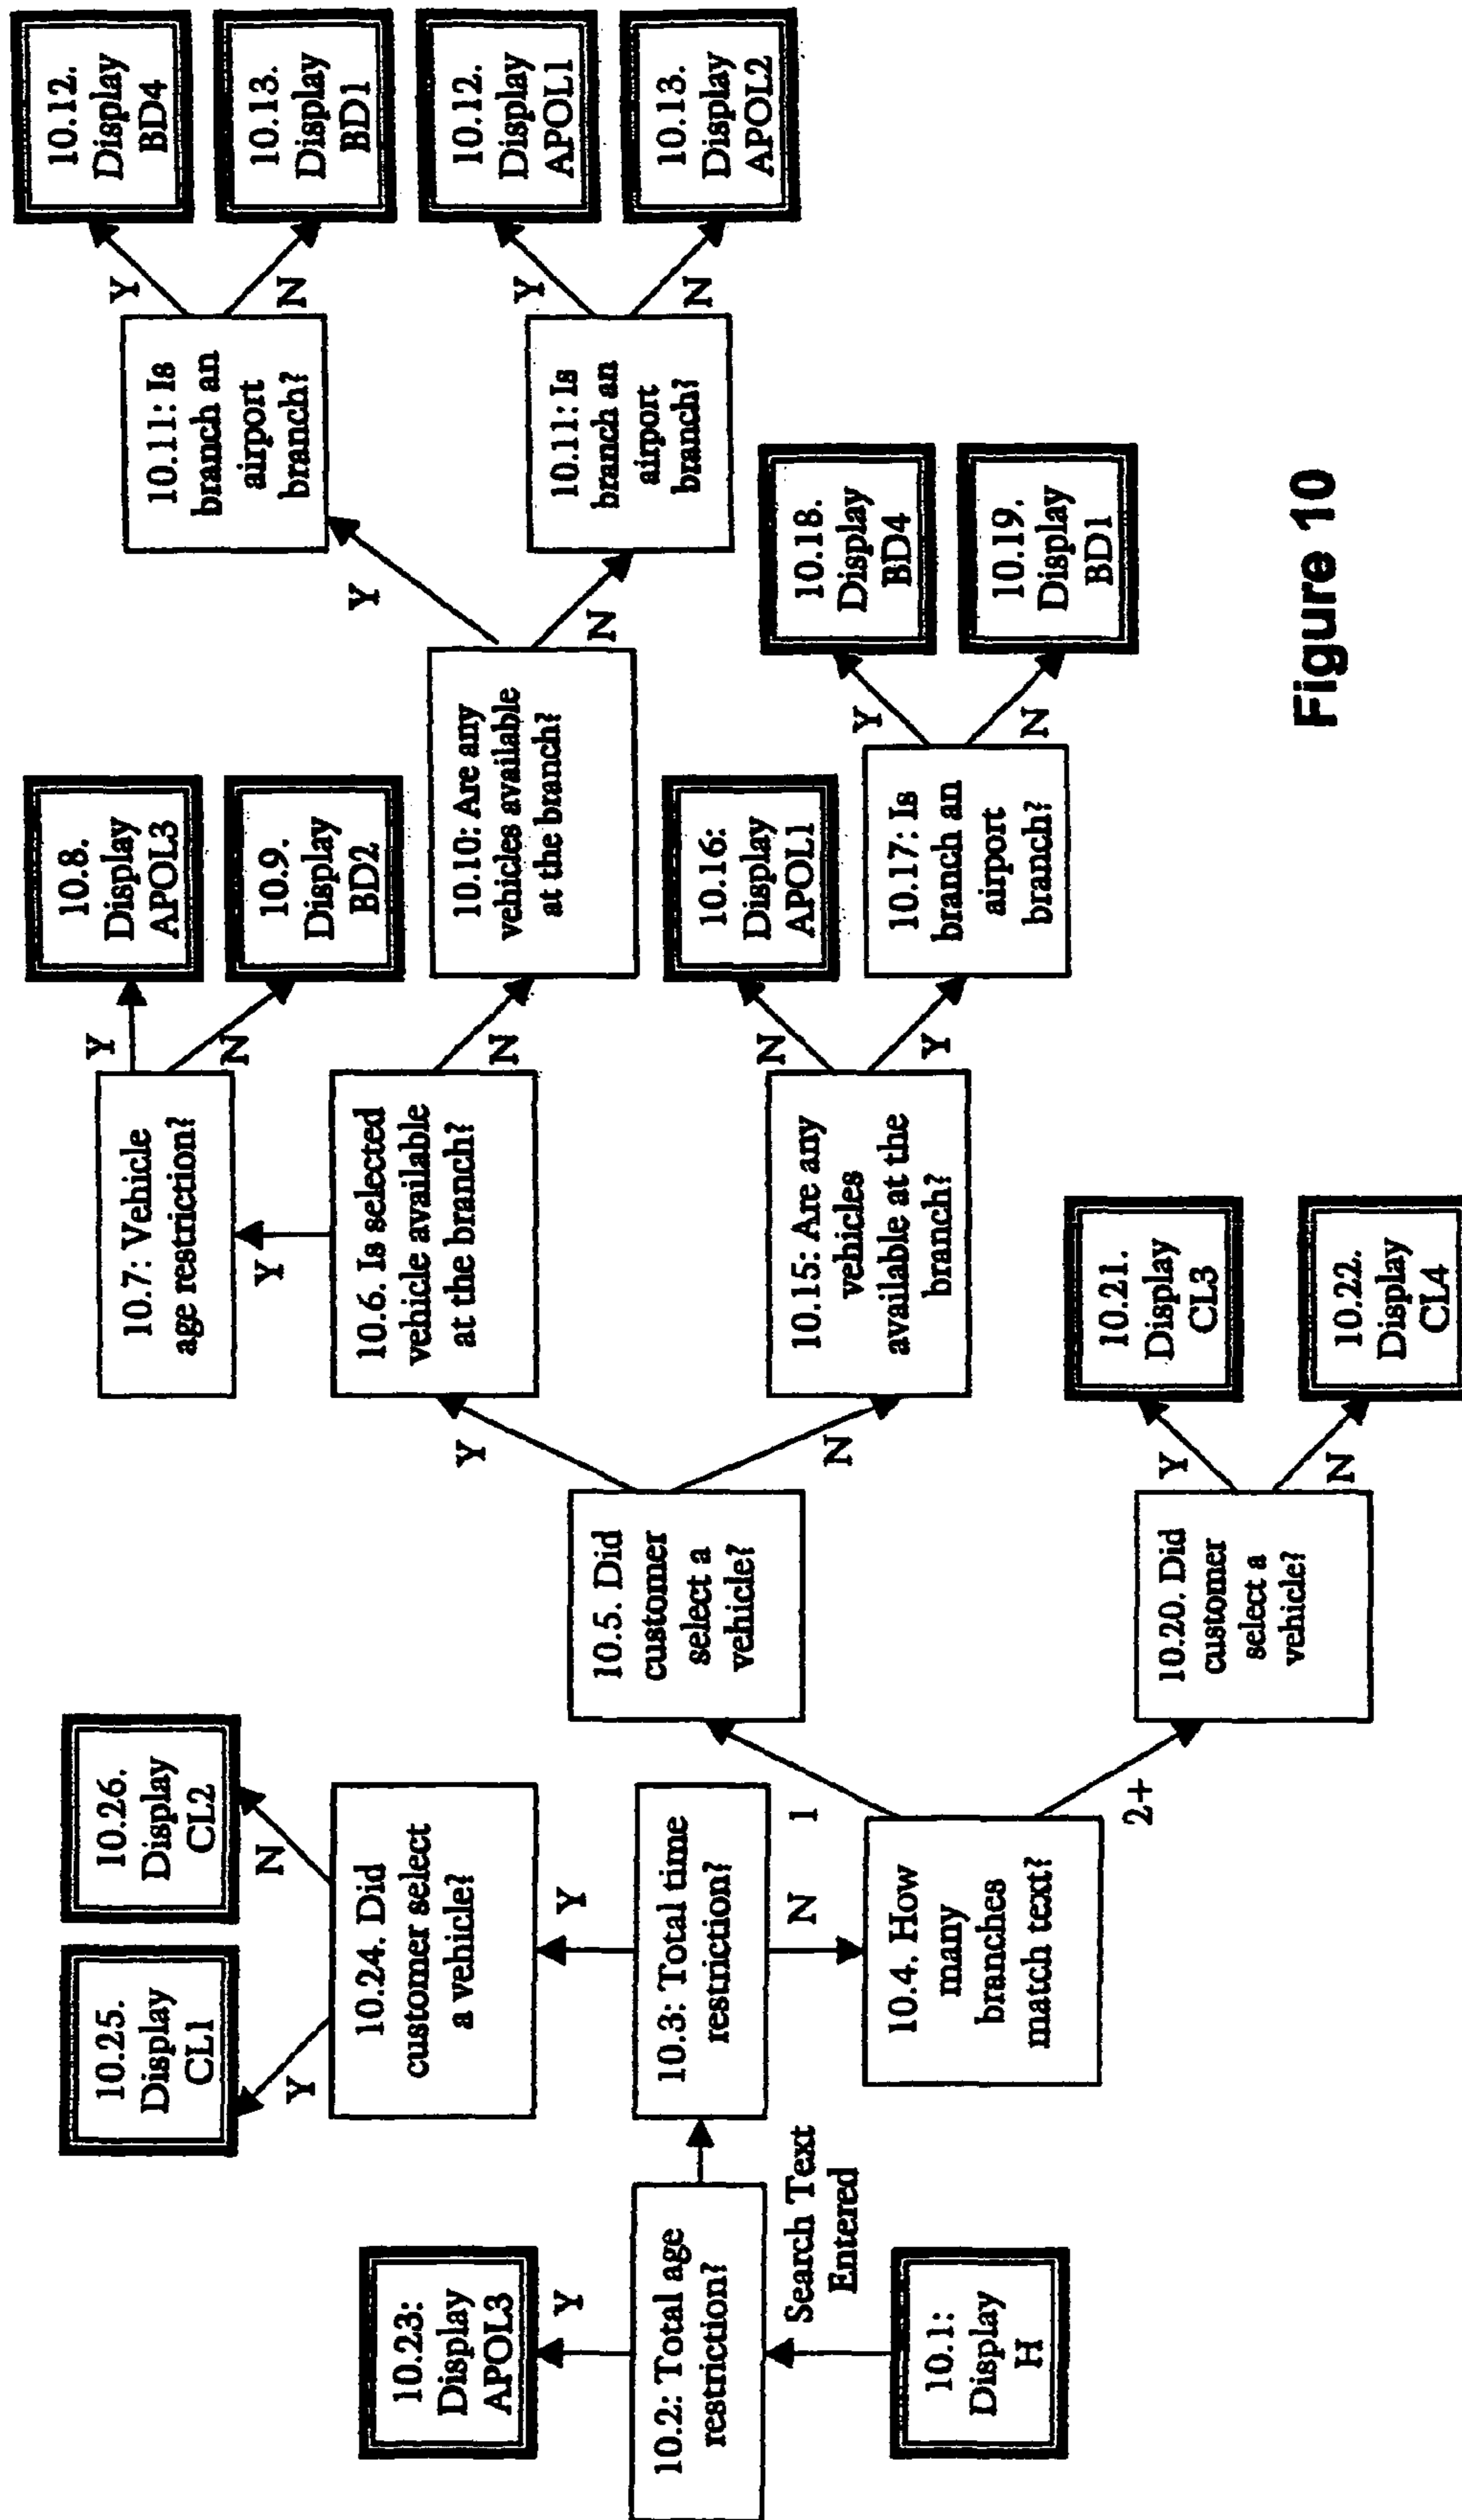 10.1:
Display
H
Search Text
Entered
10.2: Total age
restriction?
Y
10.23:
Display
APOL3
10.3: Total time
restriction?
Y
N
10.24. Did
customer select
a vehicle?
Y
N
10.25.
Display
CL1
10.26.
Display
CL2
10.4. How
many
branches
match text?
1
2+
10.5. Did
customer
select a
vehicle?
Y
N
10.6. Is selected
vehicle available
at the branch?
Y
N
10.7: Vehicle
age restriction?
Y
N
10.8.
Display
APOL3
10.9.
Display
BD2
10.10: Are any
vehicles available
at the branch?
Y
N
10.11: Is
branch an
airport
branch?
Y
N
10.12.
Display
BD4
10.13.
Display
BD1
10.11: Is
branch an
airport
branch?
Y
N
10.12.
Display
APOL1
10.13.
Display
APOL2
10.15: Are any
vehicles
available at the
branch?
N
Y
10.16:
Display
APOL1
10.17: Is
branch an
airport
branch?
Y
N
10.18.
Display
BD4
10.19.
Display
BD1
10.20. Did
customer
select a
vehicle?
Y
N
10.21.
Display
CL3
10.22.
Display
CL4
Figure 10